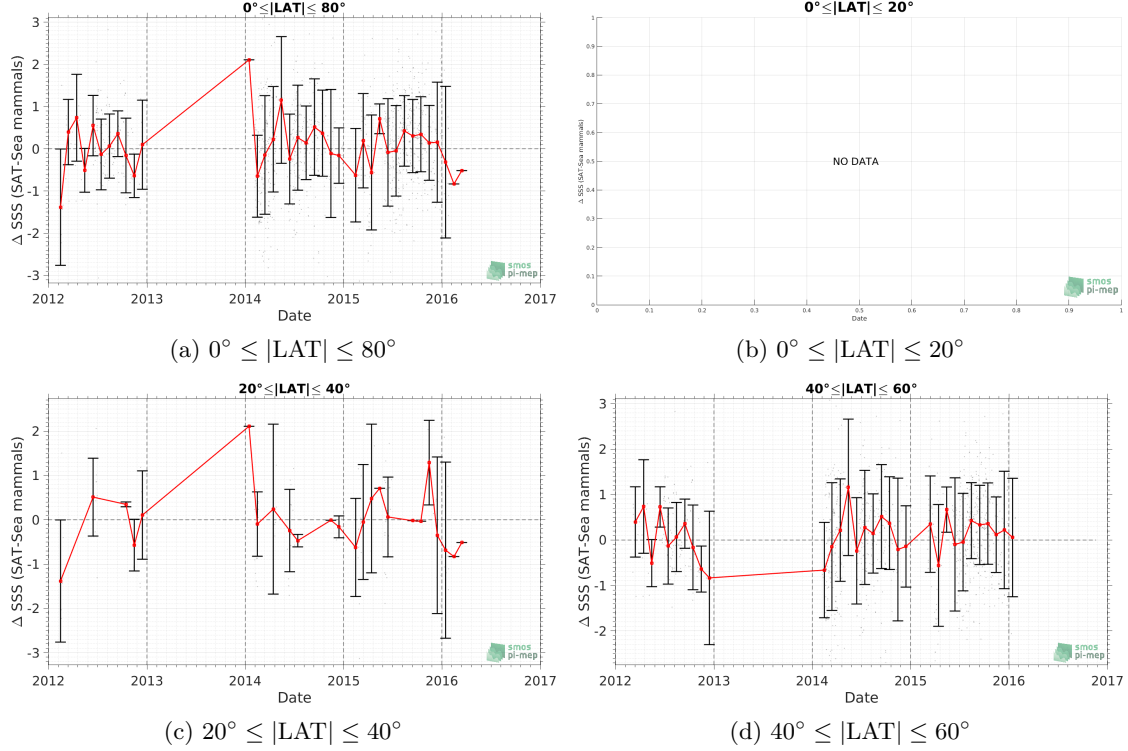 0°≤|LAT|≤ 80°
3
2
1
0
-1
-2
-3
Δ SSS (SAT-Sea mammals)
smos
pi-mep
2012 2013 2014 2015 2016 2017
Date
(a) 0° ≤ |LAT| ≤ 80°
0°≤|LAT|≤ 20°
1
0.9
0.8
0.7
0.6
0.5
0.4
0.3
0.2
0.1
0
Δ SSS (SAT-Sea mammals)
NO DATA
smos
pi-mep
0 0.1 0.2 0.3 0.4 0.5 0.6 0.7 0.8 0.9 1
Date
(b) 0° ≤ |LAT| ≤ 20°
20°≤|LAT|≤ 40°
2
1
0
-1
-2
-3
Δ SSS (SAT-Sea mammals)
smos
pi-mep
2012 2013 2014 2015 2016 2017
Date
(c) 20° ≤ |LAT| ≤ 40°
40°≤|LAT|≤ 60°
3
2
1
0
-1
-2
Δ SSS (SAT-Sea mammals)
smos
pi-mep
2012 2013 2014 2015 2016 2017
Date
(d) 40° ≤ |LAT| ≤ 60°